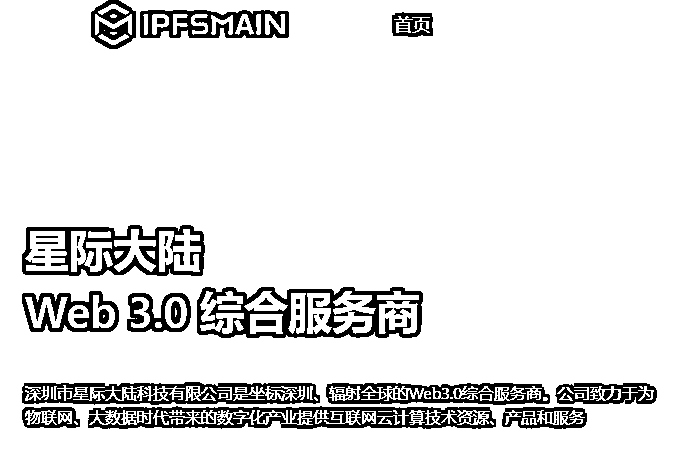 IPFSMAIN
首页
星际大陆
Web 3.0 综合服务商
深圳市星际大陆科技有限公司是坐标深圳、辐射全球的Web3.0综合服务商。公司致力于为
物联网、大数据时代带来的数字化产业提供互联网云计算技术资源、产品和服务